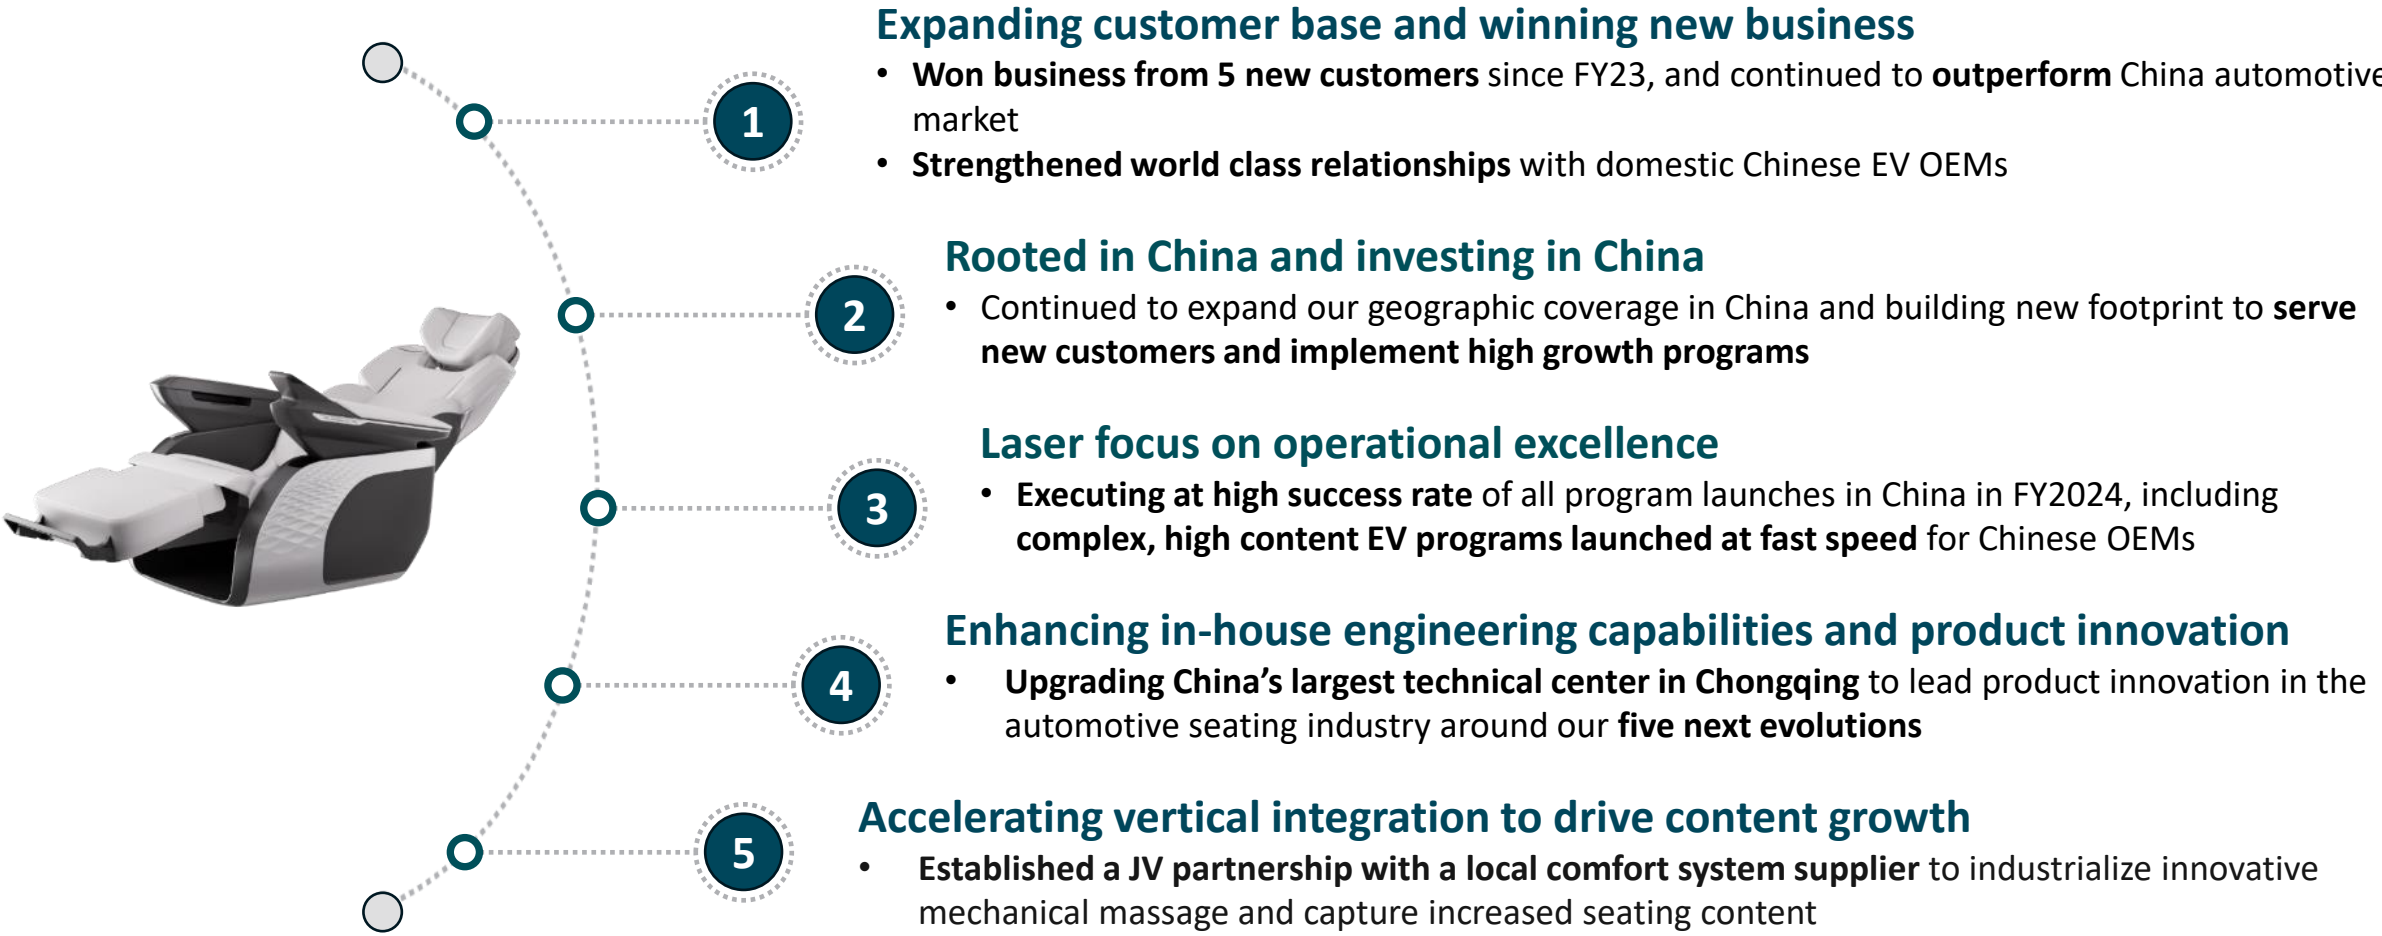 Expanding customer base and winning new business
• Won business from 5 new customers since FY23, and continued to outperform China automotive
market
• Strengthened world class relationships with domestic Chinese EV OEMs
1
Rooted in China and investing in China
• Continued to expand our geographic coverage in China and building new footprint to serve
new customers and implement high growth programs
2
Laser focus on operational excellence
• Executing at high success rate of all program launches in China in FY2024, including
complex, high content EV programs launched at fast speed for Chinese OEMs
3
Enhancing in-house engineering capabilities and product innovation
• Upgrading China’s largest technical center in Chongqing to lead product innovation in the
automotive seating industry around our five next evolutions
4
Accelerating vertical integration to drive content growth
• Established a JV partnership with a local comfort system supplier to industrialize innovative
mechanical massage and capture increased seating content
5